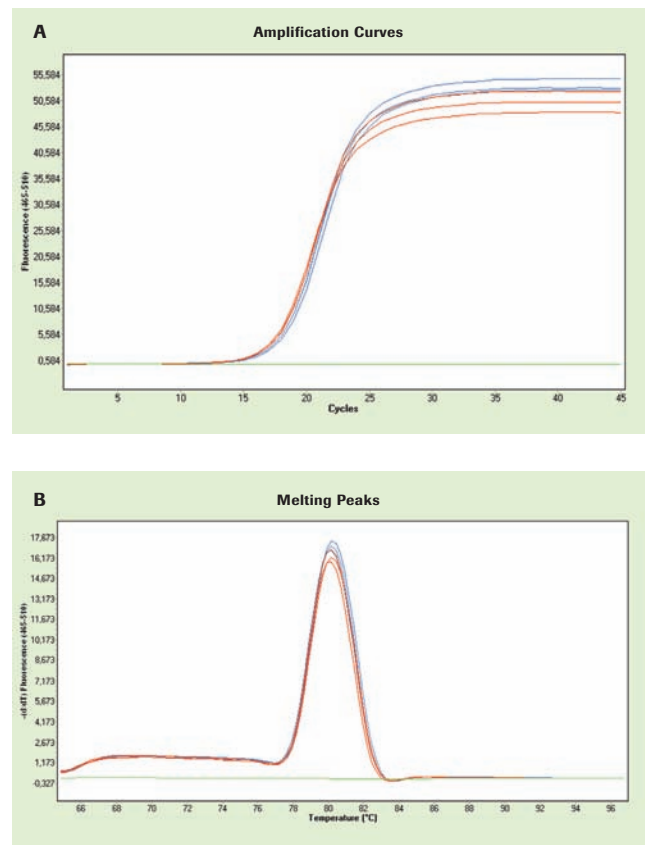 A
Amplification Curves
Fluorescence (465-510)
55,584
50,584
45,584
40,584
35,584
30,584
25,584
20,584
15,584
10,584
5,584
0,584
5 10 15 20 25 30 35 40 45
Cycles
B
Melting Peaks
-(d/dT) Fluorescence (465-510)
17,673
16,173
14,673
13,173
11,673
10,173
8,673
7,173
5,673
4,173
2,673
1,173
-0,327
66 68 70 72 74 76 78 80 82 84 86 88 90 92 94 96
Temperature (°C)